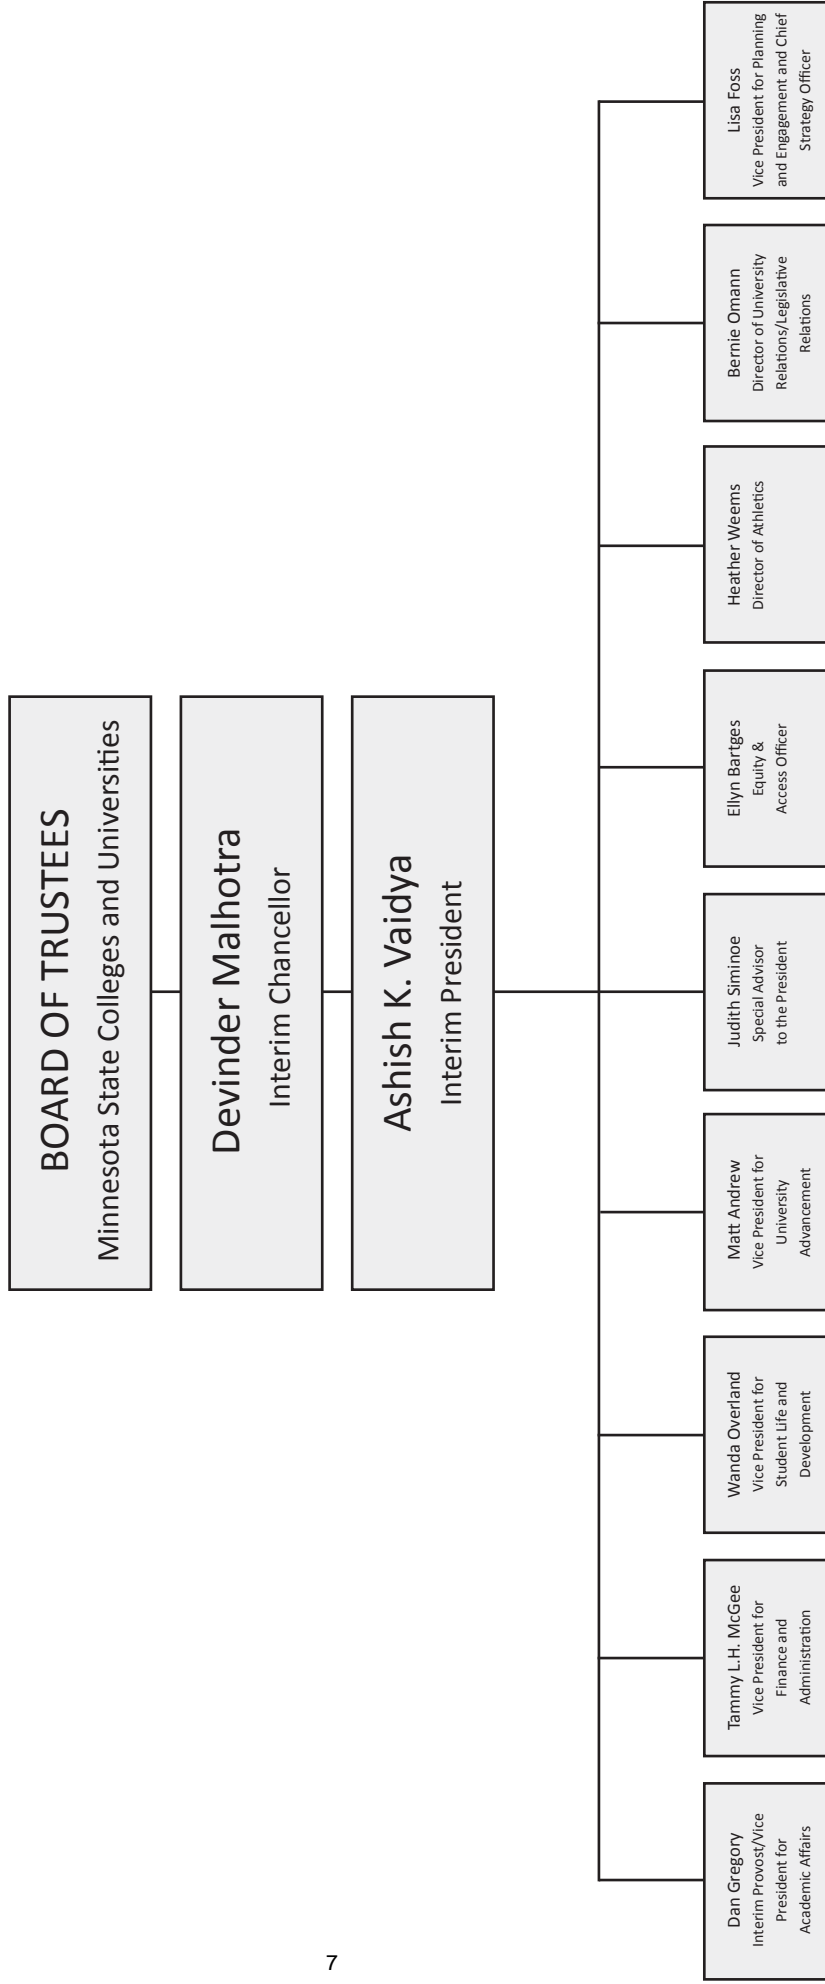 BOARD OF TRUSTEES
Minnesota State Colleges and Universities
Devinder Malhotra
Interim Chancellor
Ashish K. Vaidya
Interim President
Dan Gregory
Interim Provost/Vice
President for
Academic Affairs
Tammy L.H. McGee
Vice President for
Finance and
Administration
Wanda Overland
Vice President for
Student Life and
Development
Matt Andrew
Vice President for
University
Advancement
Judith Siminoe
Special Advisor
to the President
Ellyn Bartges
Equity &
Access Officer
Heather Weems
Director of Athletics
Bernie Omann
Director of University
Relations/Legislative
Relations
Lisa Foss
Vice President for Planning
and Engagement and Chief
Strategy Officer
7